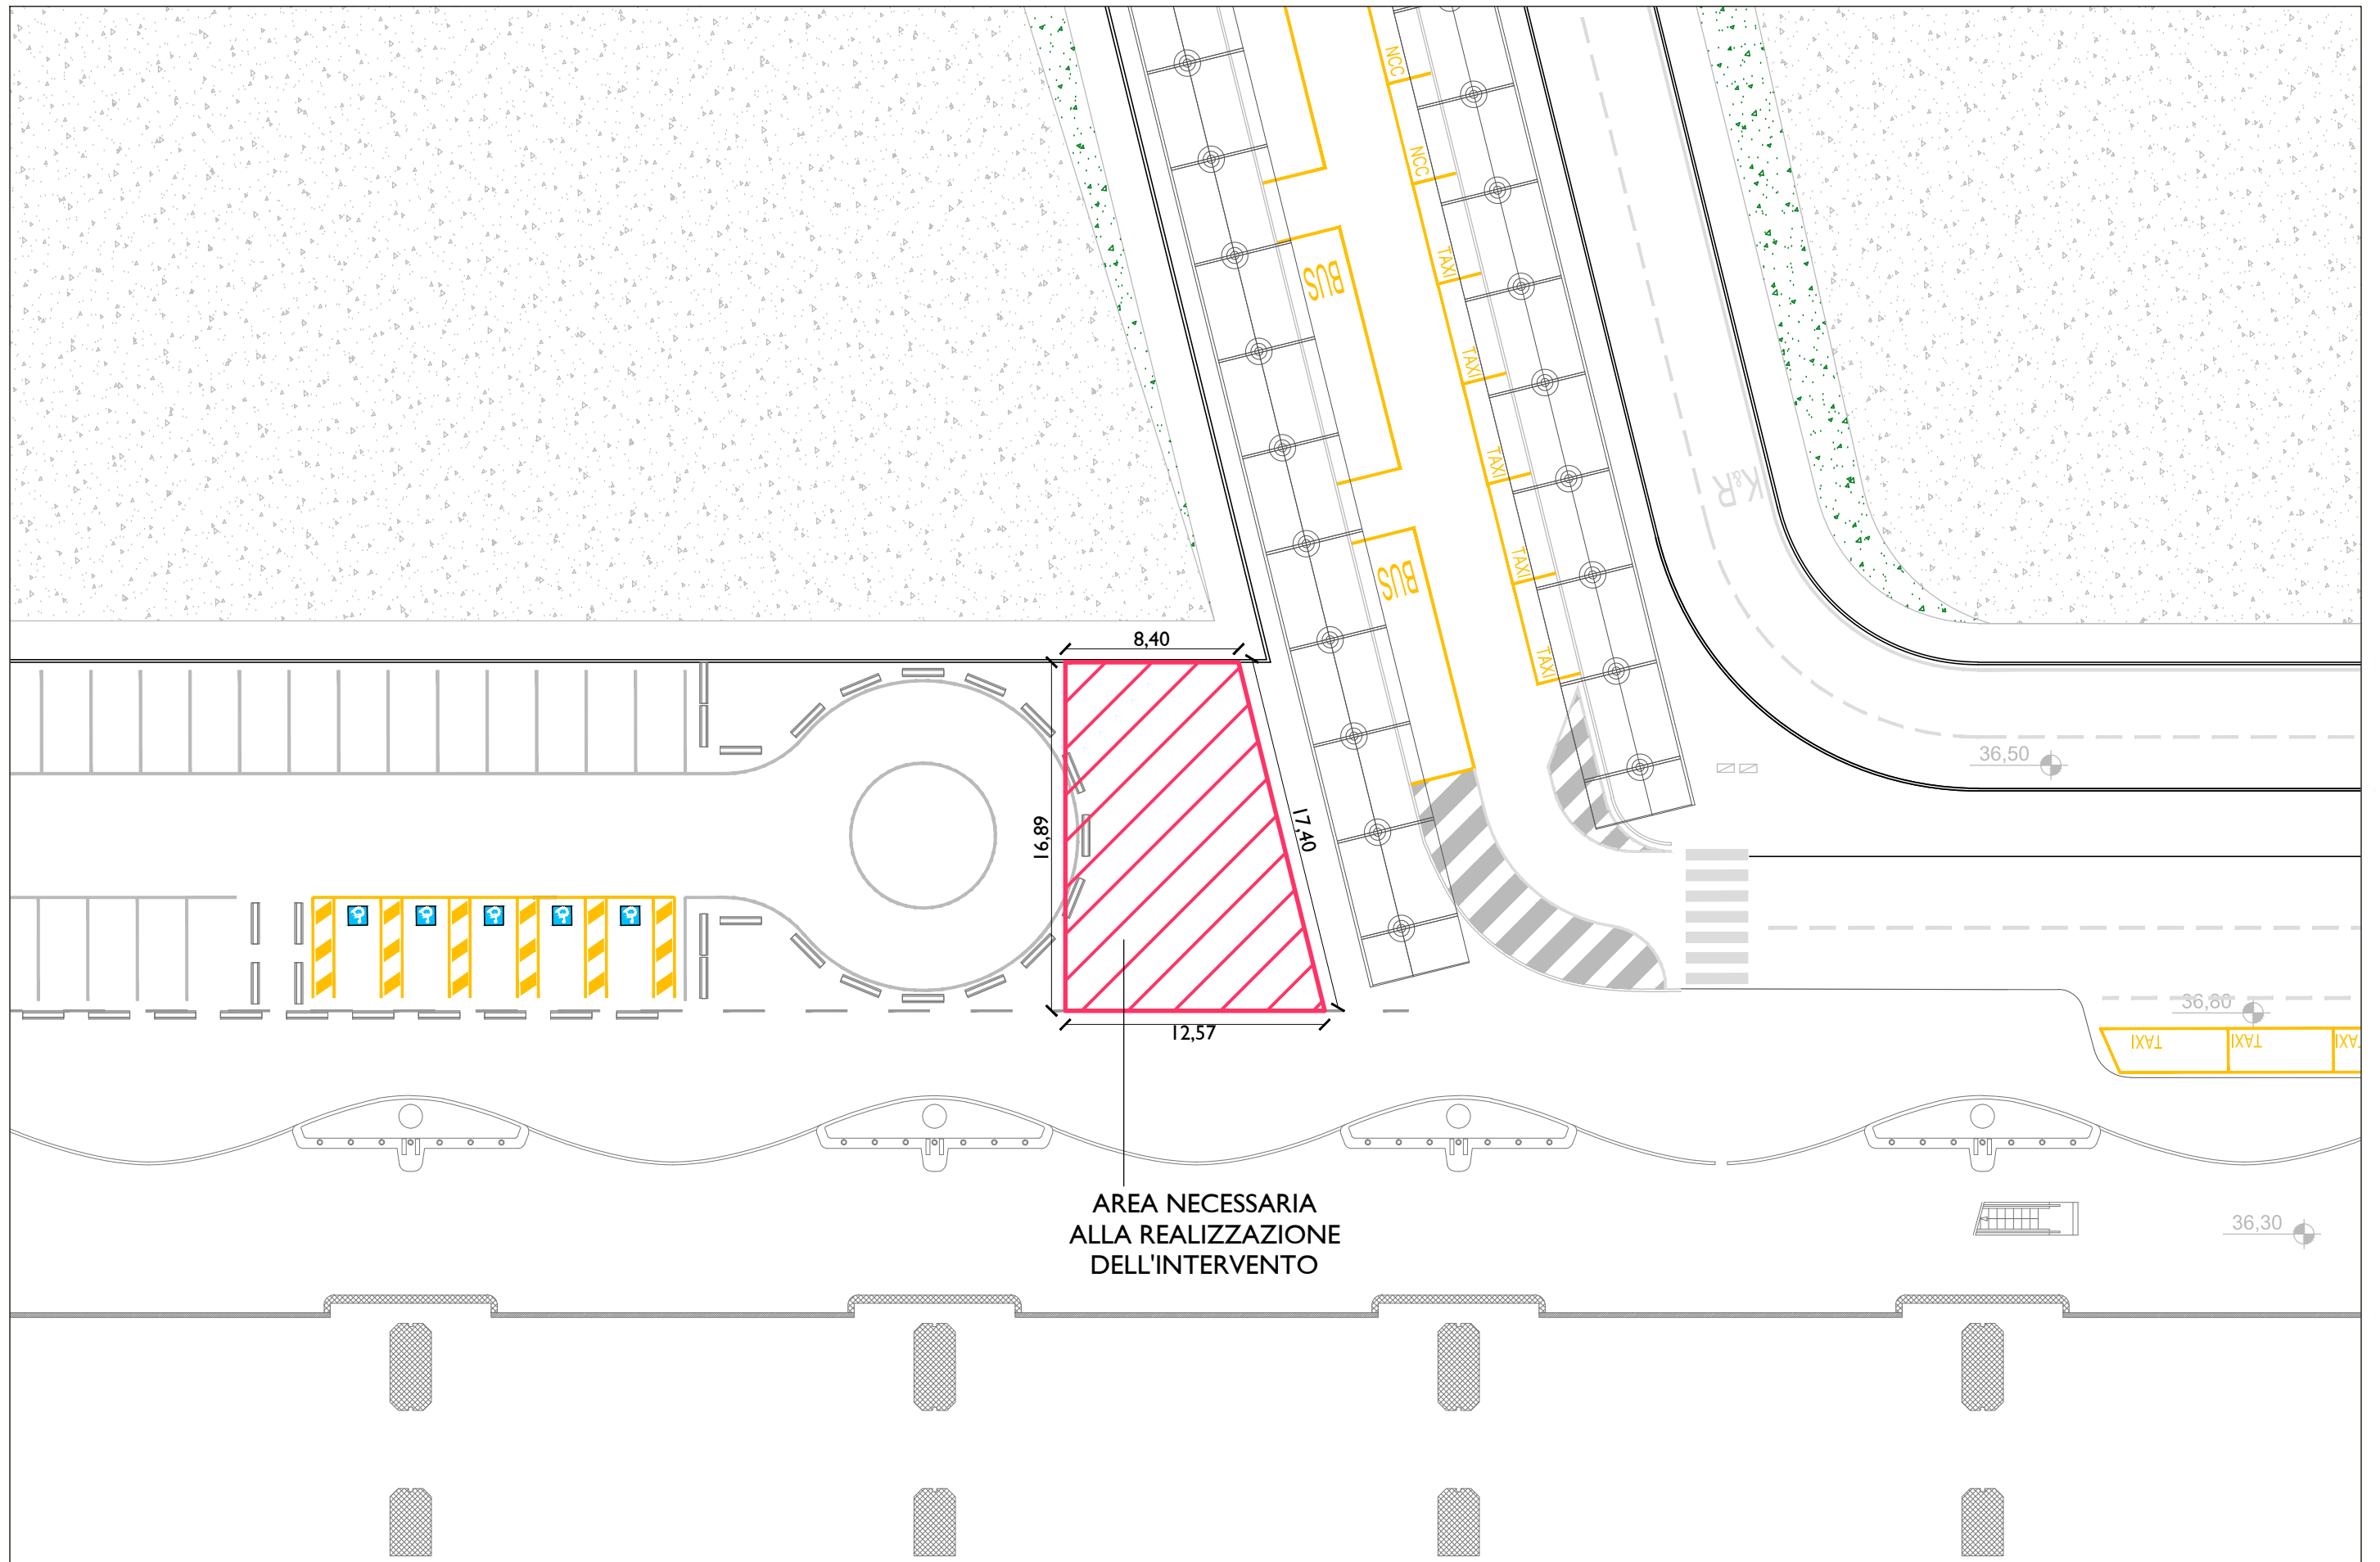 NCC
NCC
TAXI
BUS
TAXI
TAXI
K&R
BUS
TAXI
TAXI
8,40
36,50
16,89
17,40
36,80
12,57
TAXI
TAXI
TAXI
AREA NECESSARIA
ALLA REALIZZAZIONE
DELL'INTERVENTO
36,30